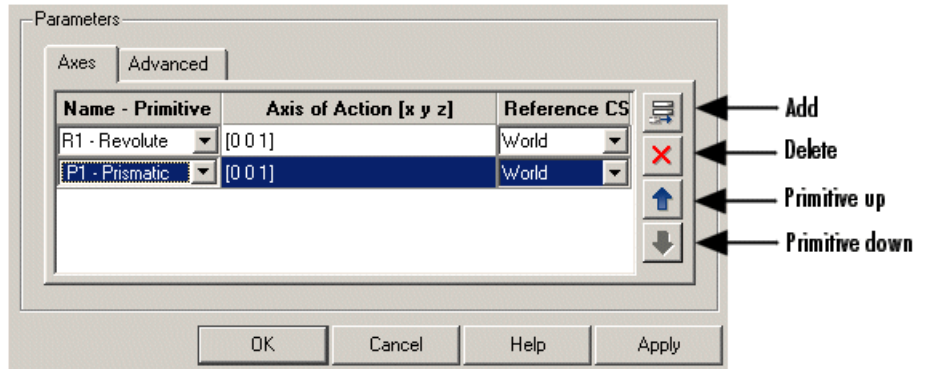 Parameters
Axes Advanced
Name - Primitive Axis of Action [x y z] Reference CS
R1 - Revolute [0 0 1] World
P1 - Prismatic [0 0 1] World
Add
Delete
Primitive up
Primitive down
OK Cancel Help Apply